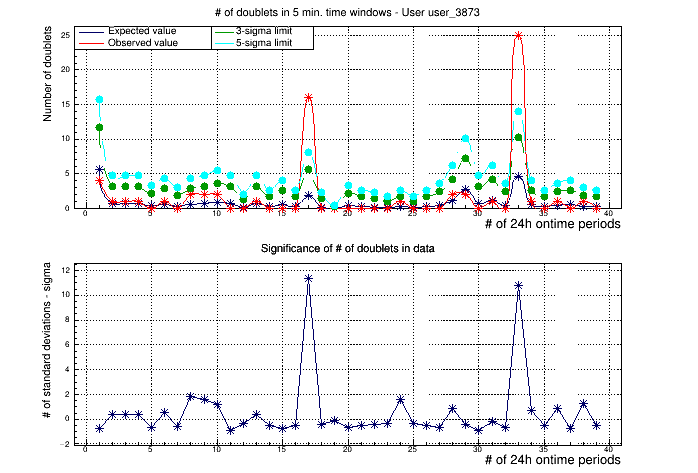 # of doublets in 5 min. time windows - User user_3873
Number of doublets
Expected value
Observed value
3-sigma limit
5-sigma limit
25
20
15
10
5
0
0 5 10 15 20 25 30 35 40
# of 24h ontime periods
Significance of # of doublets in data
# of standard deviations - sigma
12
10
8
6
4
2
0
−2
0 5 10 15 20 25 30 35 40
# of 24h ontime periods